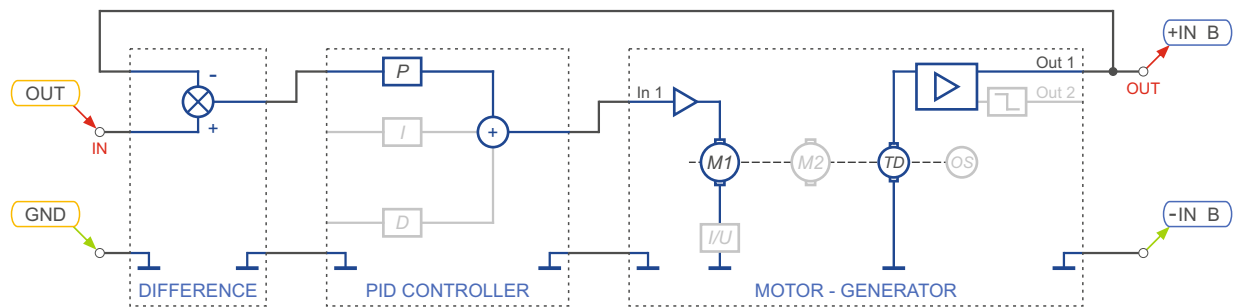 +IN B
-
P
Out 1
OUT
In 1
Out 2
OUT
+
IN
I
+
M1
M2
TD
OS
GND
D
I/U
-IN B
DIFFERENCE
PID CONTROLLER
MOTOR - GENERATOR